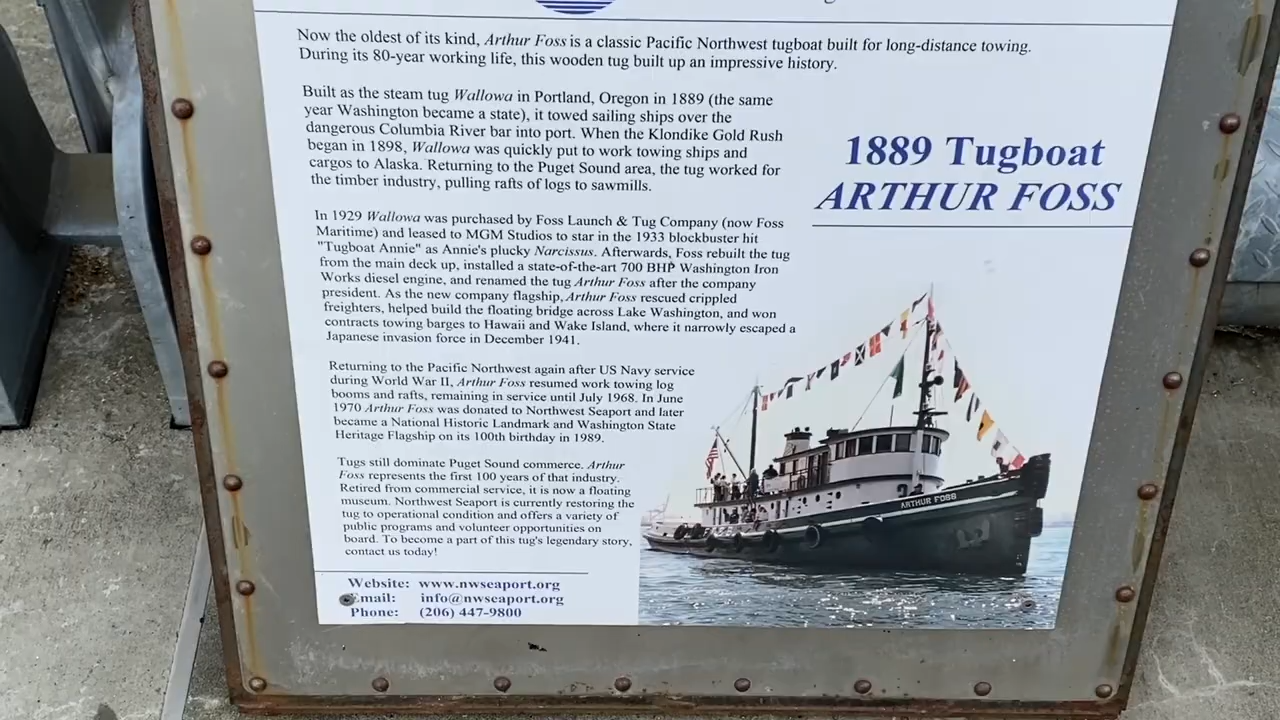 Now the oldest of its kind, Arthur Foss is a classic Pacific Northwest tugboat built for long-distance towing.
During its 80-year working life, this wooden tug built up an impressive history.
Built as the steam tug Wallowa in Portland, Oregon in 1889 (the same
year Washington became a state), it towed sailing ships over the
dangerous Columbia River bar into port. When the Klondike Gold Rush
began in 1898, Wallowa was quickly put to work towing ships and
cargos to Alaska. Returning to the Puget Sound area, the tug worked for
the timber industry, pulling rafts of logs to sawmills.
In 1929 Wallowa was purchased by Foss Launch & Tug Company (now Foss
Maritime) and leased to MGM Studios to star in the 1933 blockbuster hit
"Tugboat Annie" as Annie's plucky Narcissus. Afterwards, Foss rebuilt the tug
from the main deck up, installed a state-of-the-art 700 BHP Washington Iron
Works diesel engine, and renamed the tug Arthur Foss after the company
president. As the new company flagship, Arthur Foss rescued crippled
freighters, helped build the floating bridge across Lake Washington, and won
contracts towing barges to Hawaii and Wake Island, where it narrowly escaped a
Japanese invasion force in December 1941.
Returning to the Pacific Northwest again after US Navy service
during World War II, Arthur Foss resumed work towing log
booms and rafts, remaining in service until July 1968. In June
1970 Arthur Foss was donated to Northwest Seaport and later
became a National Historic Landmark and Washington State
Heritage Flagship on its 100th birthday in 1989.
Tugs still dominate Puget Sound commerce. Arthur
Foss represents the first 100 years of that industry.
Retired from commercial service, it is now a floating
museum. Northwest Seaport is currently restoring the
tug to operational condition and offers a variety of
public programs and volunteer opportunities on
board. To become a part of this tug's legendary story,
contact us today!
Website: www.nwseaport.org
Email: info@nwseaport.org
Phone: (206) 447-9800
1889 Tugboat
ARTHUR FOSS
ARTHUR FOSS